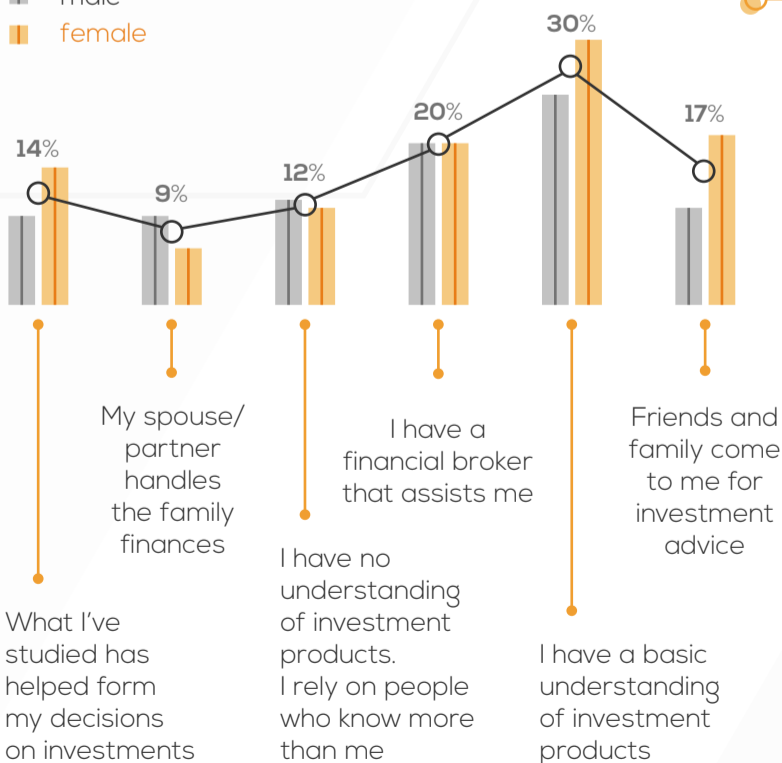 male
female
30%
20%
17%
14%
12%
9%
My spouse/
partner
handles
the family
finances
I have a
financial broker
that assists me
Friends and
family come
to me for
investment
advice
What I've
studied has
helped form
my decisions
on investments
I have no
understanding
of investment
products.
I rely on people
who know more
than me
I have a basic
understanding
of investment
products